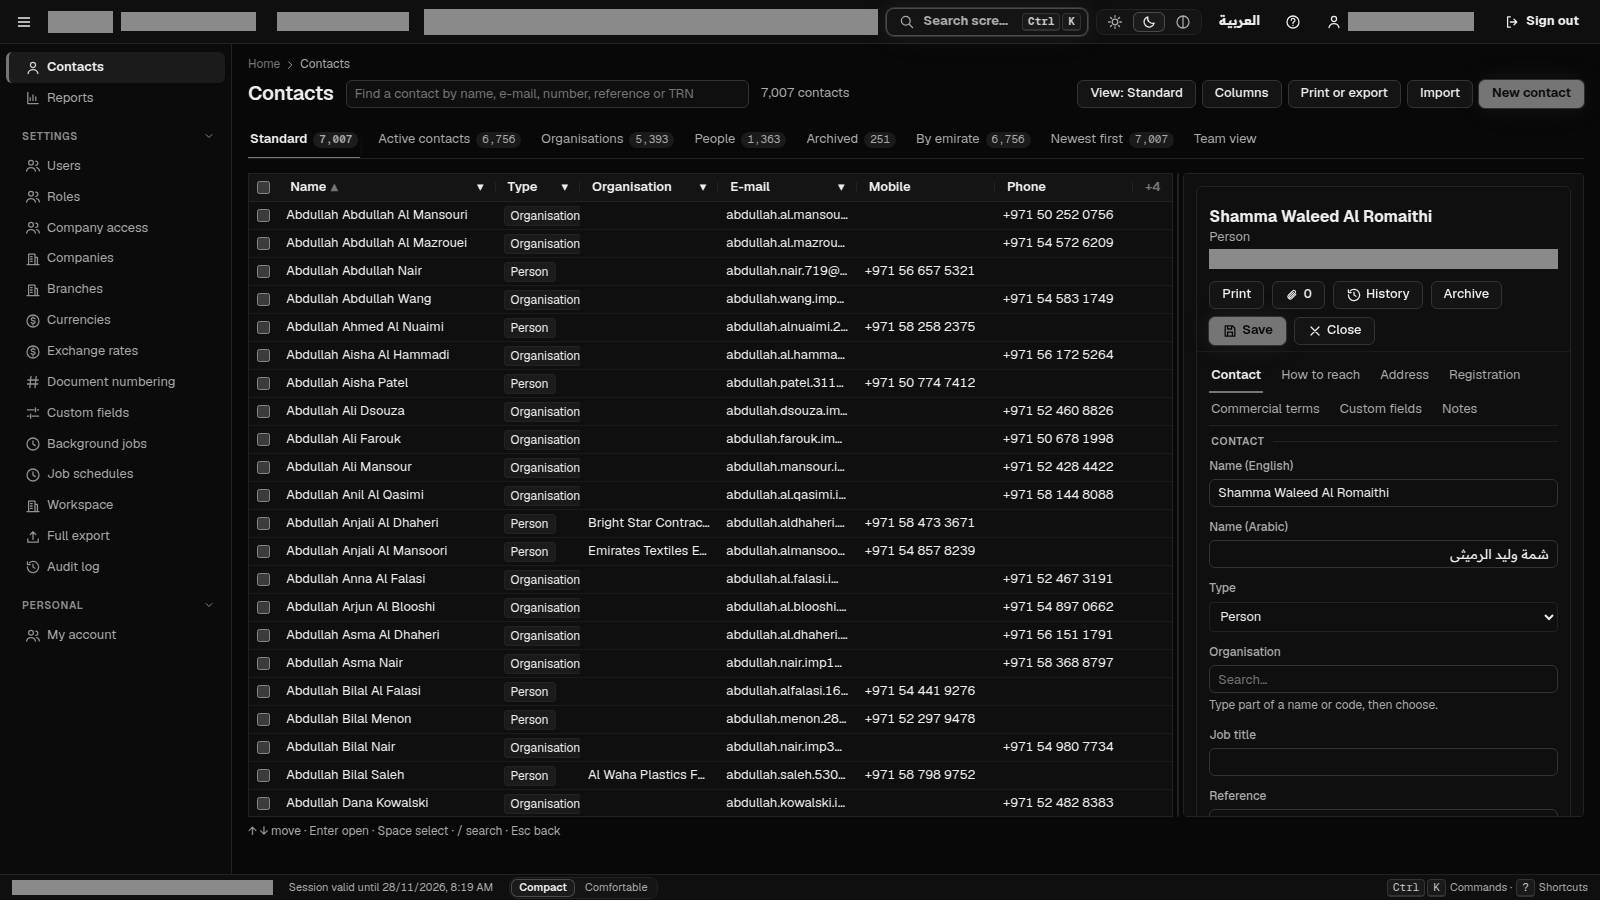 Search scre...
Ctrl K
العربية
Sign out
Contacts
Reports
SETTINGS
Users
Roles
Company access
Companies
Branches
Currencies
Exchange rates
Document numbering
Custom fields
Background jobs
Job schedules
Workspace
Full export
Audit log
PERSONAL
My account
Home > Contacts
Contacts
Find a contact by name, e-mail, number, reference or TRN
7,007 contacts
View: Standard
Columns
Print or export
Import
New contact
Standard 7,007
Active contacts 6,756
Organisations 5,393
People 1,363
Archived 251
By emirate 6,756
Newest first 7,007
Team view
Name ▲ ▼ Type ▼ Organisation ▼ E-mail ▼ Mobile Phone +4
Abdullah Abdullah Al Mansouri Organisation abdullah.al.mansou... +971 50 252 0756
Abdullah Abdullah Al Mazrouei Organisation abdullah.al.mazrou... +971 54 572 6209
Abdullah Abdullah Nair Person abdullah.nair.719@... +971 56 657 5321
Abdullah Abdullah Wang Organisation abdullah.wang.imp... +971 54 583 1749
Abdullah Ahmed Al Nuaimi Person abdullah.alnuaimi.2... +971 58 258 2375
Abdullah Aisha Al Hammadi Organisation abdullah.al.hamma... +971 56 172 5264
Abdullah Aisha Patel Person abdullah.patel.311... +971 50 774 7412
Abdullah Ali Dsouza Organisation abdullah.dsouza.im... +971 52 460 8826
Abdullah Ali Farouk Organisation abdullah.farouk.im... +971 50 678 1998
Abdullah Ali Mansour Organisation abdullah.mansour.i... +971 52 428 4422
Abdullah Anil Al Qasimi Organisation abdullah.al.qasimi.i... +971 58 144 8088
Abdullah Anjali Al Dhaheri Person Bright Star Contrac... abdullah.aldhaheri.... +971 58 473 3671
Abdullah Anjali Al Mansoori Person Emirates Textiles E... abdullah.almansoo... +971 54 857 8239
Abdullah Anna Al Falasi Organisation abdullah.al.falasi.i... +971 52 467 3191
Abdullah Arjun Al Blooshi Organisation abdullah.al.blooshi.... +971 54 897 0662
Abdullah Asma Al Dhaheri Organisation abdullah.al.dhaheri.... +971 56 151 1791
Abdullah Asma Nair Organisation abdullah.nair.imp1... +971 58 368 8797
Abdullah Bilal Al Falasi Person abdullah.alfalasi.16... +971 54 441 9276
Abdullah Bilal Menon Person abdullah.menon.28... +971 52 297 9478
Abdullah Bilal Nair Organisation abdullah.nair.imp3... +971 54 980 7734
Abdullah Bilal Saleh Person Al Waha Plastics F... abdullah.saleh.530... +971 58 798 9752
Abdullah Dana Kowalski Organisation abdullah.kowalski.i... +971 52 482 8383
↑↓ move · Enter open · Space select · / search · Esc back
Shamma Waleed Al Romaithi
Person
Print
0
History
Archive
Save
Close
Contact How to reach Address Registration
Commercial terms Custom fields Notes
CONTACT
Name (English)
Shamma Waleed Al Romaithi
Name (Arabic)
شمة وليد الرميثي
Type
Person
Organisation
Search...
Type part of a name or code, then choose.
Job title
Reference
Session valid until 28/11/2026, 8:19 AM
Compact Comfortable
Ctrl K Commands · ? Shortcuts